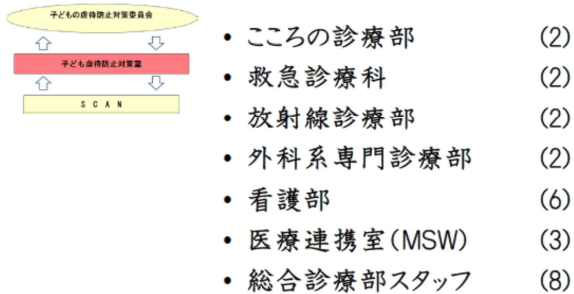 子どもの虐待防止対策委員会
子ども虐待防止対策室
SCAN
• こころの診療部 (2)
• 救急診療科 (2)
• 放射線診療部 (2)
• 外科系専門診療部 (2)
• 看護部 (6)
• 医療連携室(MSW) (3)
• 総合診療部スタッフ (8)